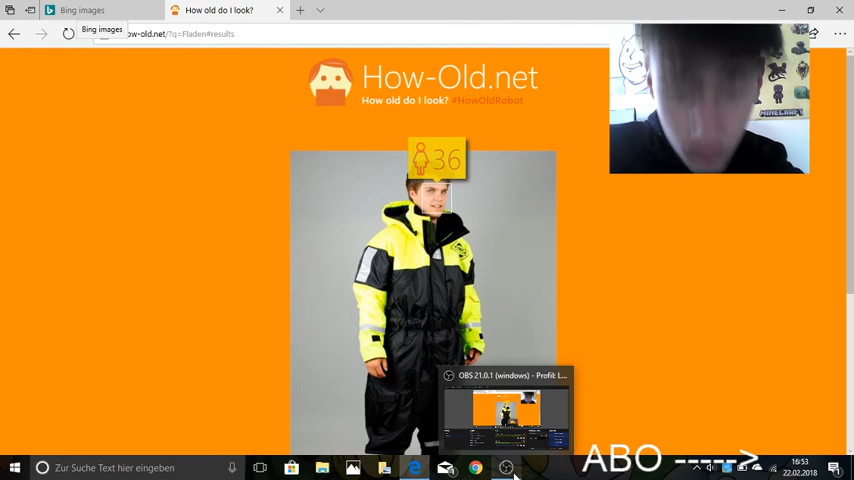 Bing images
How old do I look?
Bing images
how-old.net/?q=Fladen#results
How-Old.net
How old do I look? #HowOldRobot
36
MINECRAFT
OBS 21.0.1 (windows) - Profil: L...
ABO ----->
Zur Suche Text hier eingeben
16:53
22.02.2018